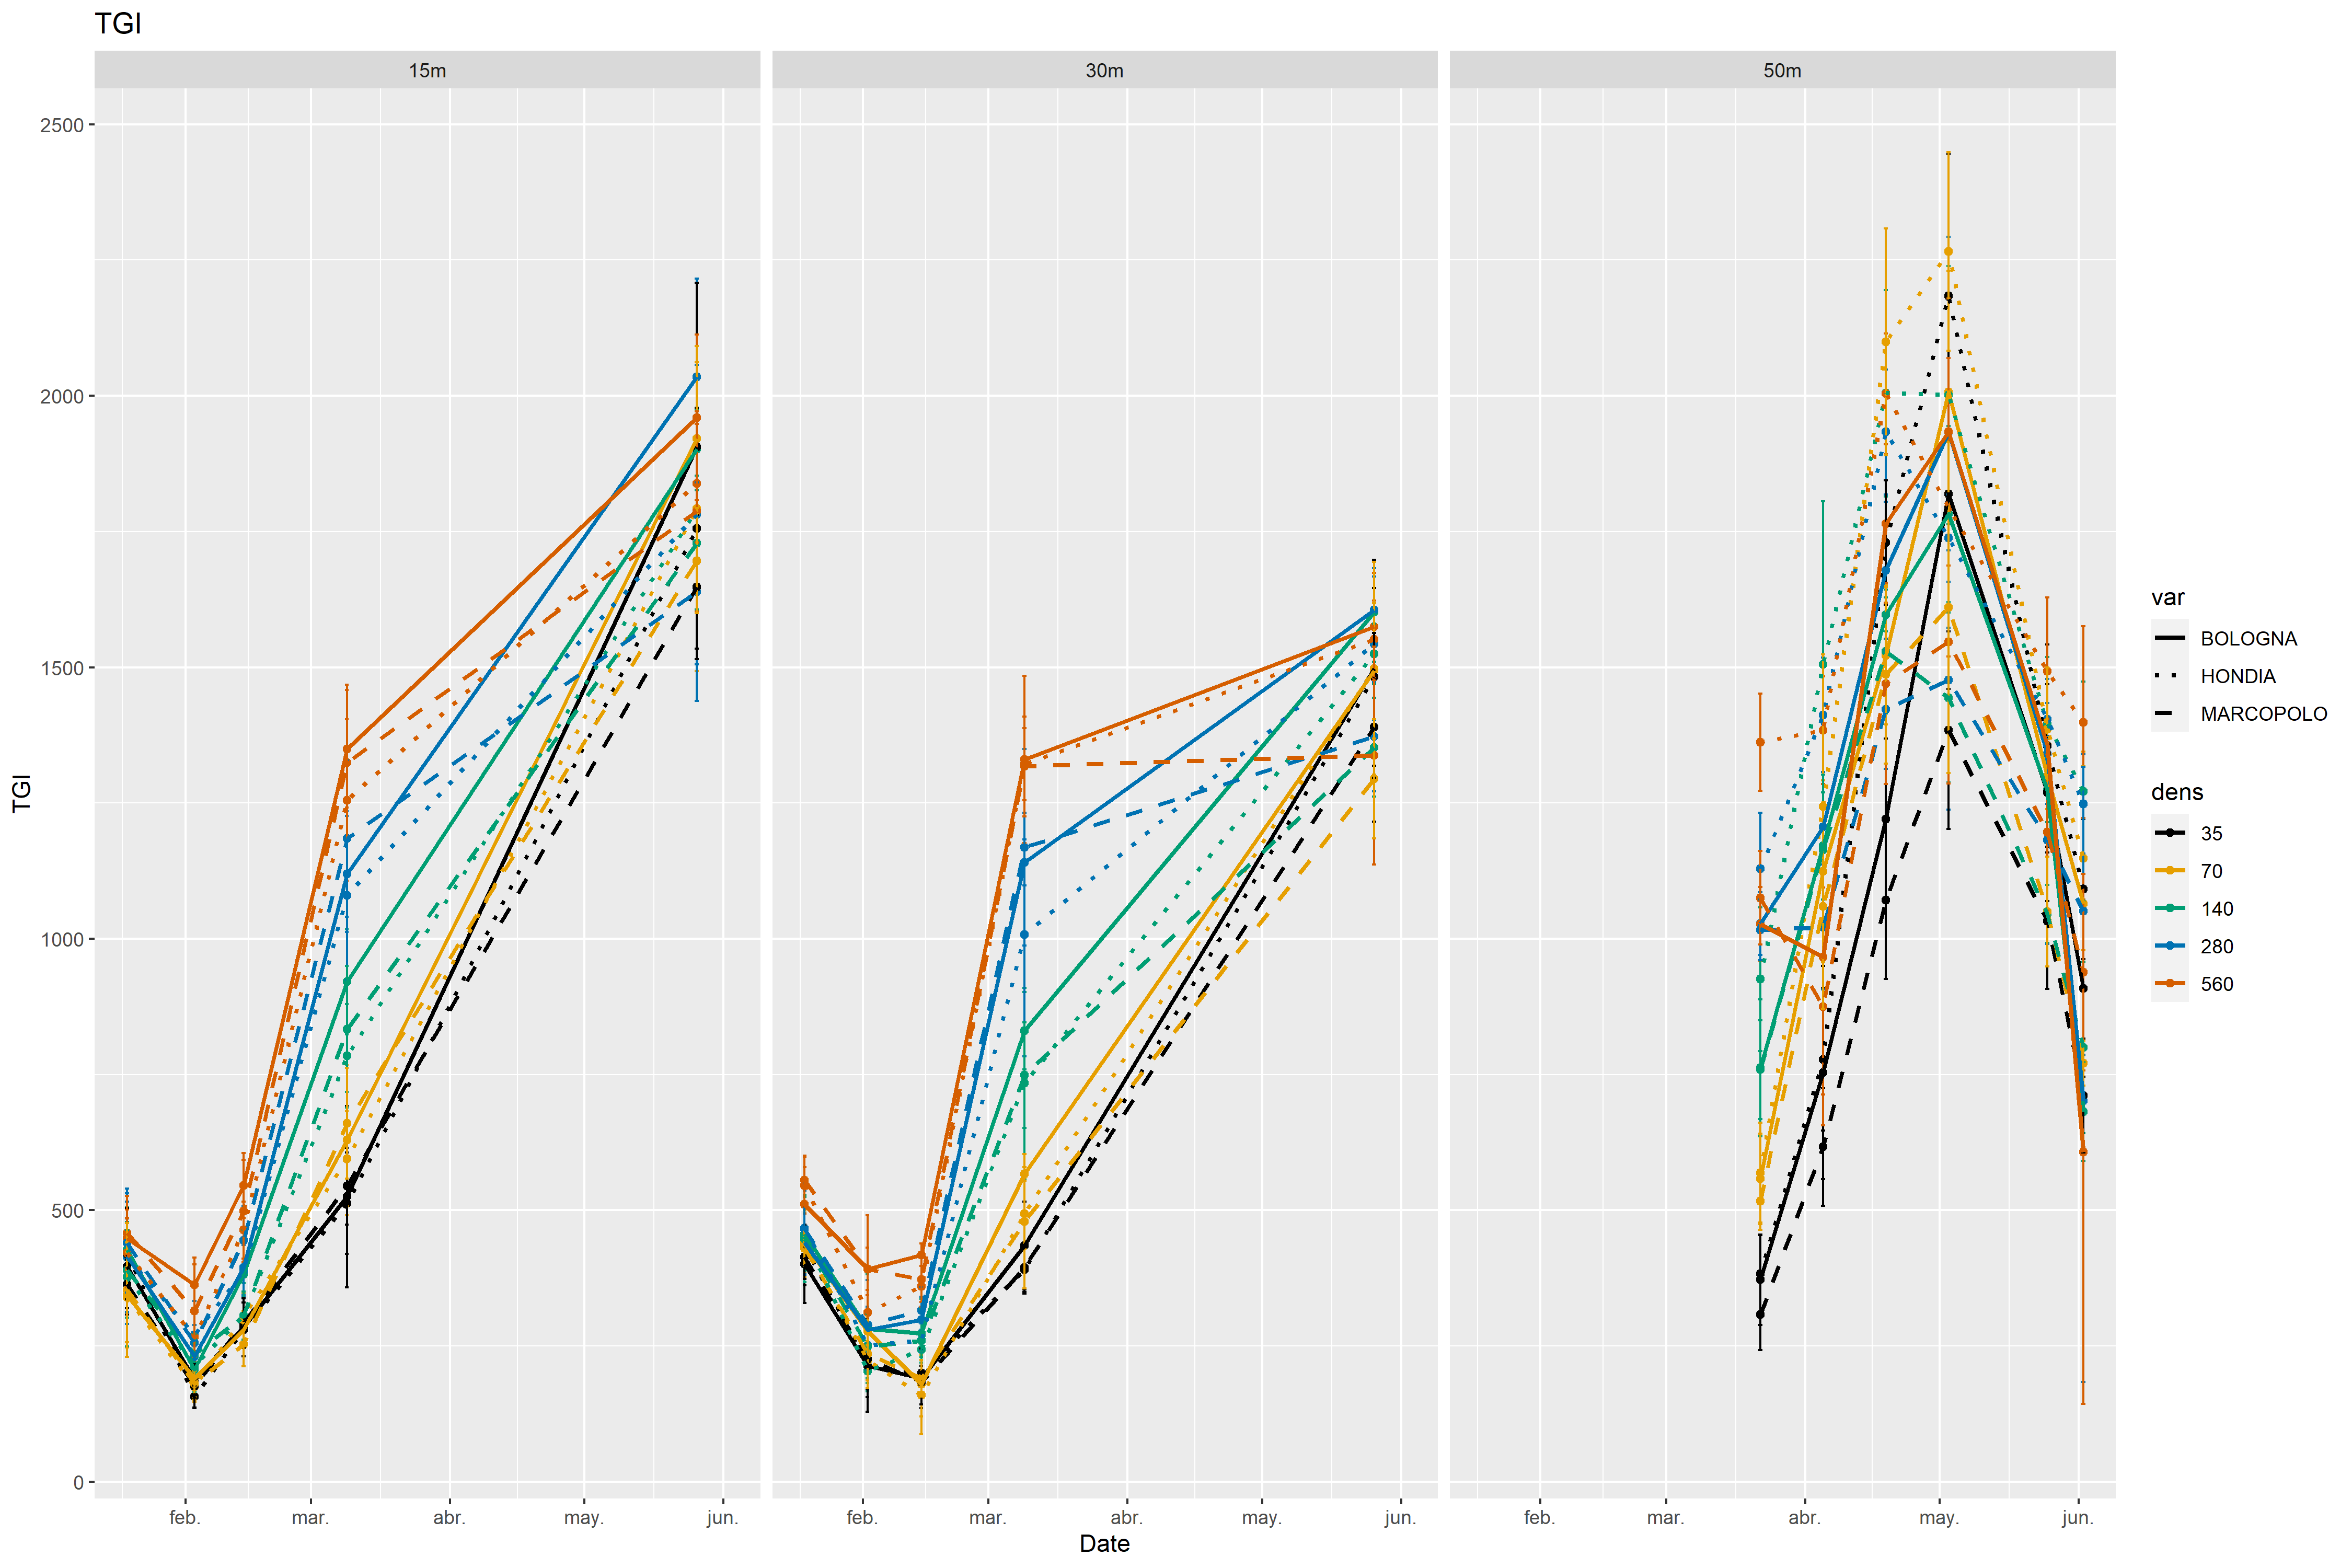 TGI
15m 30m 50m
2500
2000
1500
1000
500
0
TGI
feb. mar. abr. may. jun. feb. mar. abr. may. jun. feb. mar. abr. may. jun.
Date
var
BOLOGNA
HONDIA
MARCOPOLO
dens
35
70
140
280
560